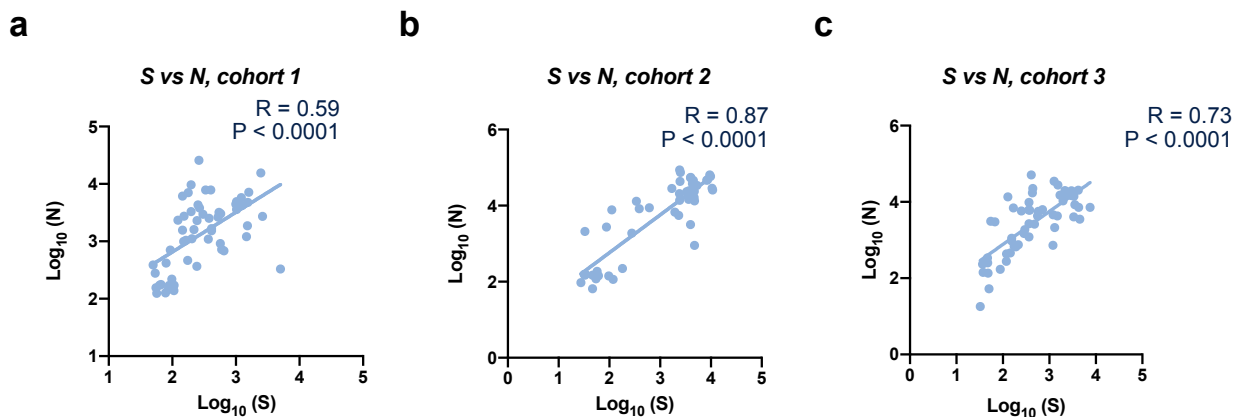 a
S vs N, cohort 1
R = 0.59
P < 0.0001
5
4
3
2
1
Log10 (N)
1 2 3 4 5
Log10 (S)
b
S vs N, cohort 2
R = 0.87
P < 0.0001
6
4
2
0
Log10 (N)
0 1 2 3 4 5
Log10 (S)
c
S vs N, cohort 3
R = 0.73
P < 0.0001
6
4
2
0
Log10 (N)
0 1 2 3 4 5
Log10 (S)